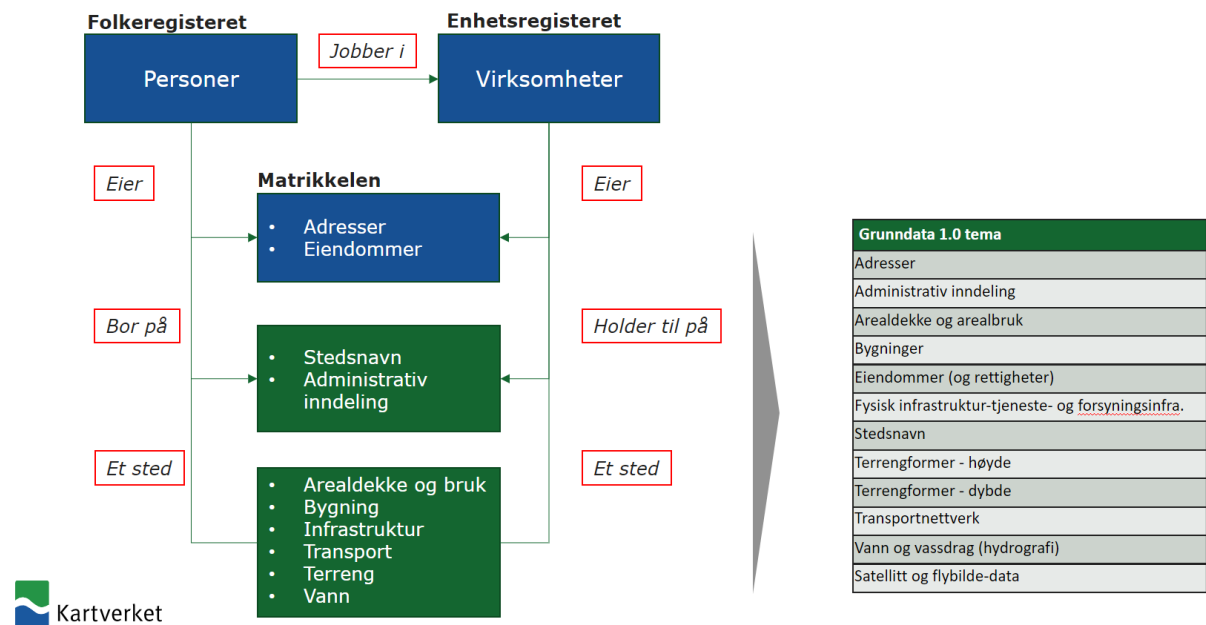 Folkeregisteret
Enhetsregisteret
Jobber i
Personer
Virksomheter
Eier
Eier
Matrikkelen
• Adresser
• Eiendommer
Bor på
Holder til på
• Stedsnavn
• Administrativ
inndeling
Et sted
Et sted
• Arealdekke og bruk
• Bygning
• Infrastruktur
• Transport
• Terreng
• Vann
Kartverket
Grunndata 1.0 tema
Adresser
Administrativ inndeling
Arealdekke og arealbruk
Bygninger
Eiendommer (og rettigheter)
Fysisk infrastruktur-tjeneste- og forsyningsinfra.
Stedsnavn
Terrengformer - høyde
Terrengformer - dybde
Transportnettverk
Vann og vassdrag (hydrografi)
Satellitt og flybilde-data